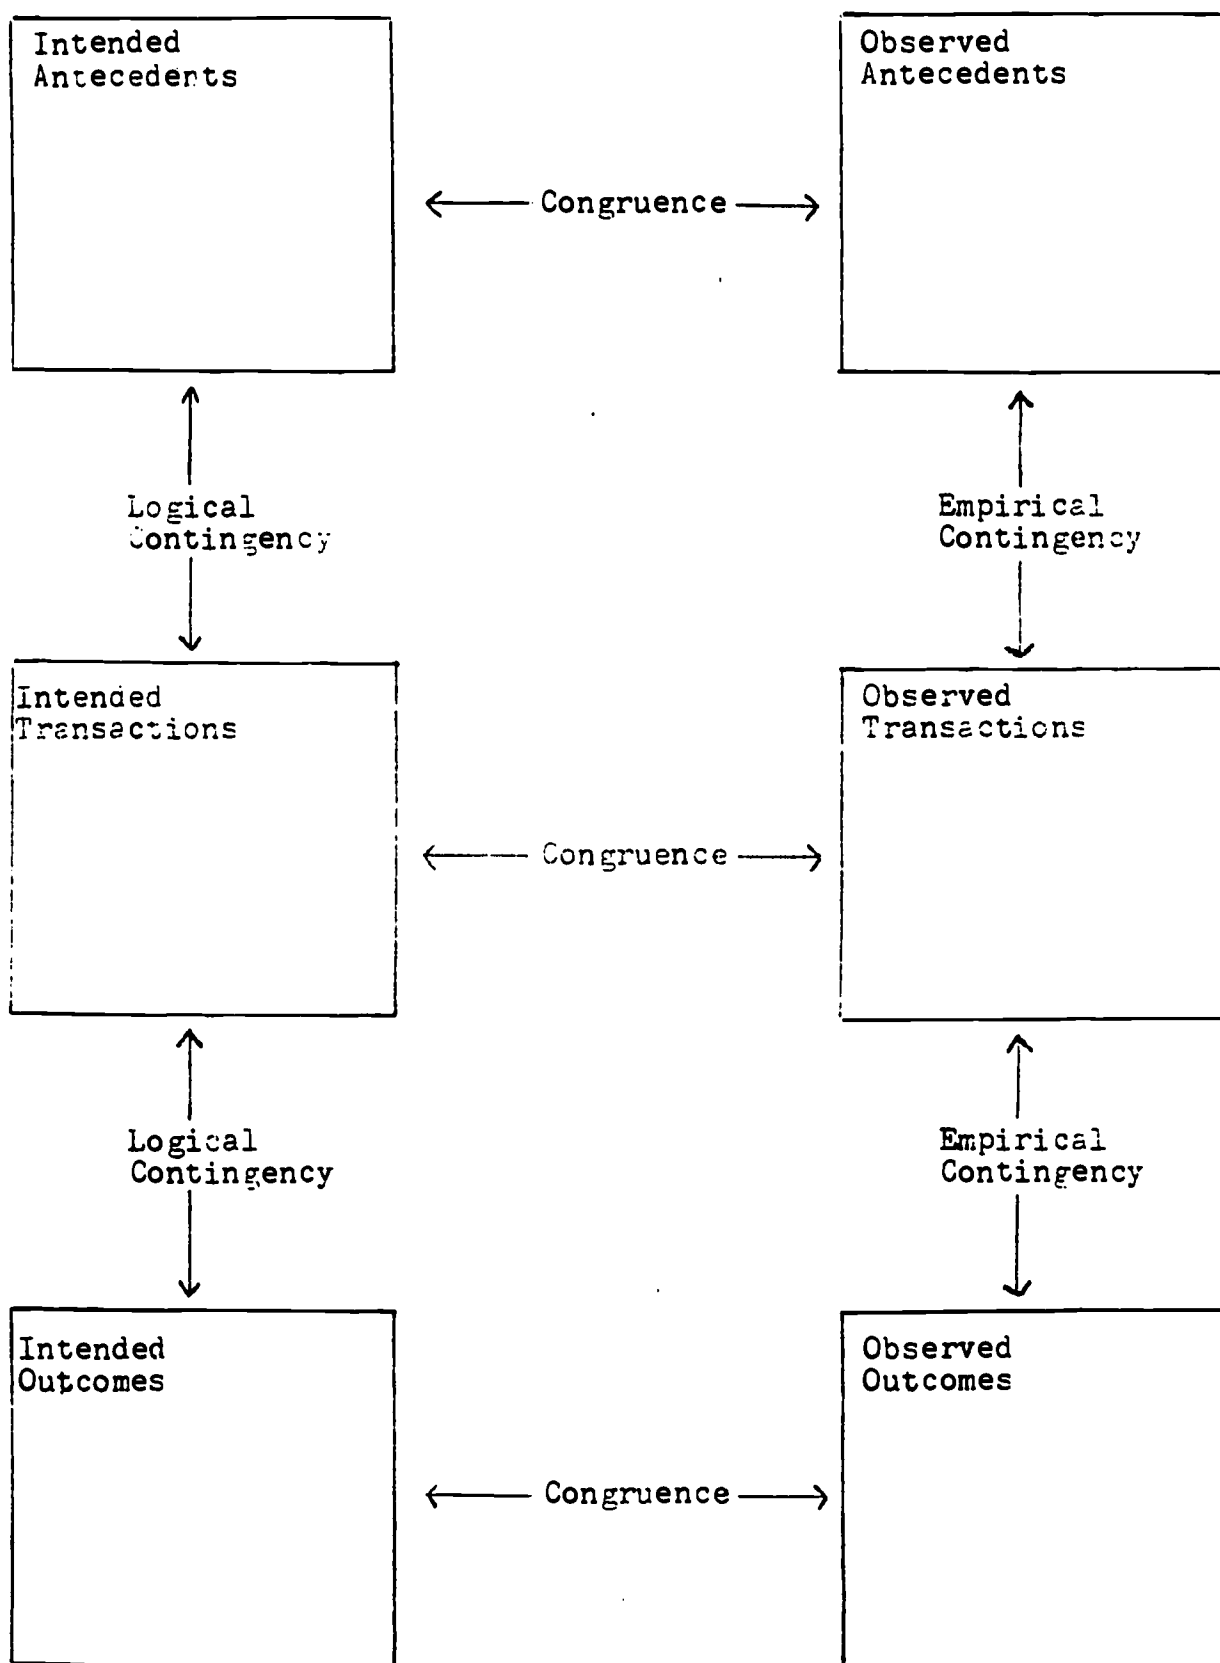 Intended
Antecedents
Observed
Antecedents
Congruence
Logical
Contingency
Empirical
Contingency
Intended
Transactions
Observed
Transactions
Congruence
Logical
Contingency
Empirical
Contingency
Intended
Outcomes
Observed
Outcomes
Congruence